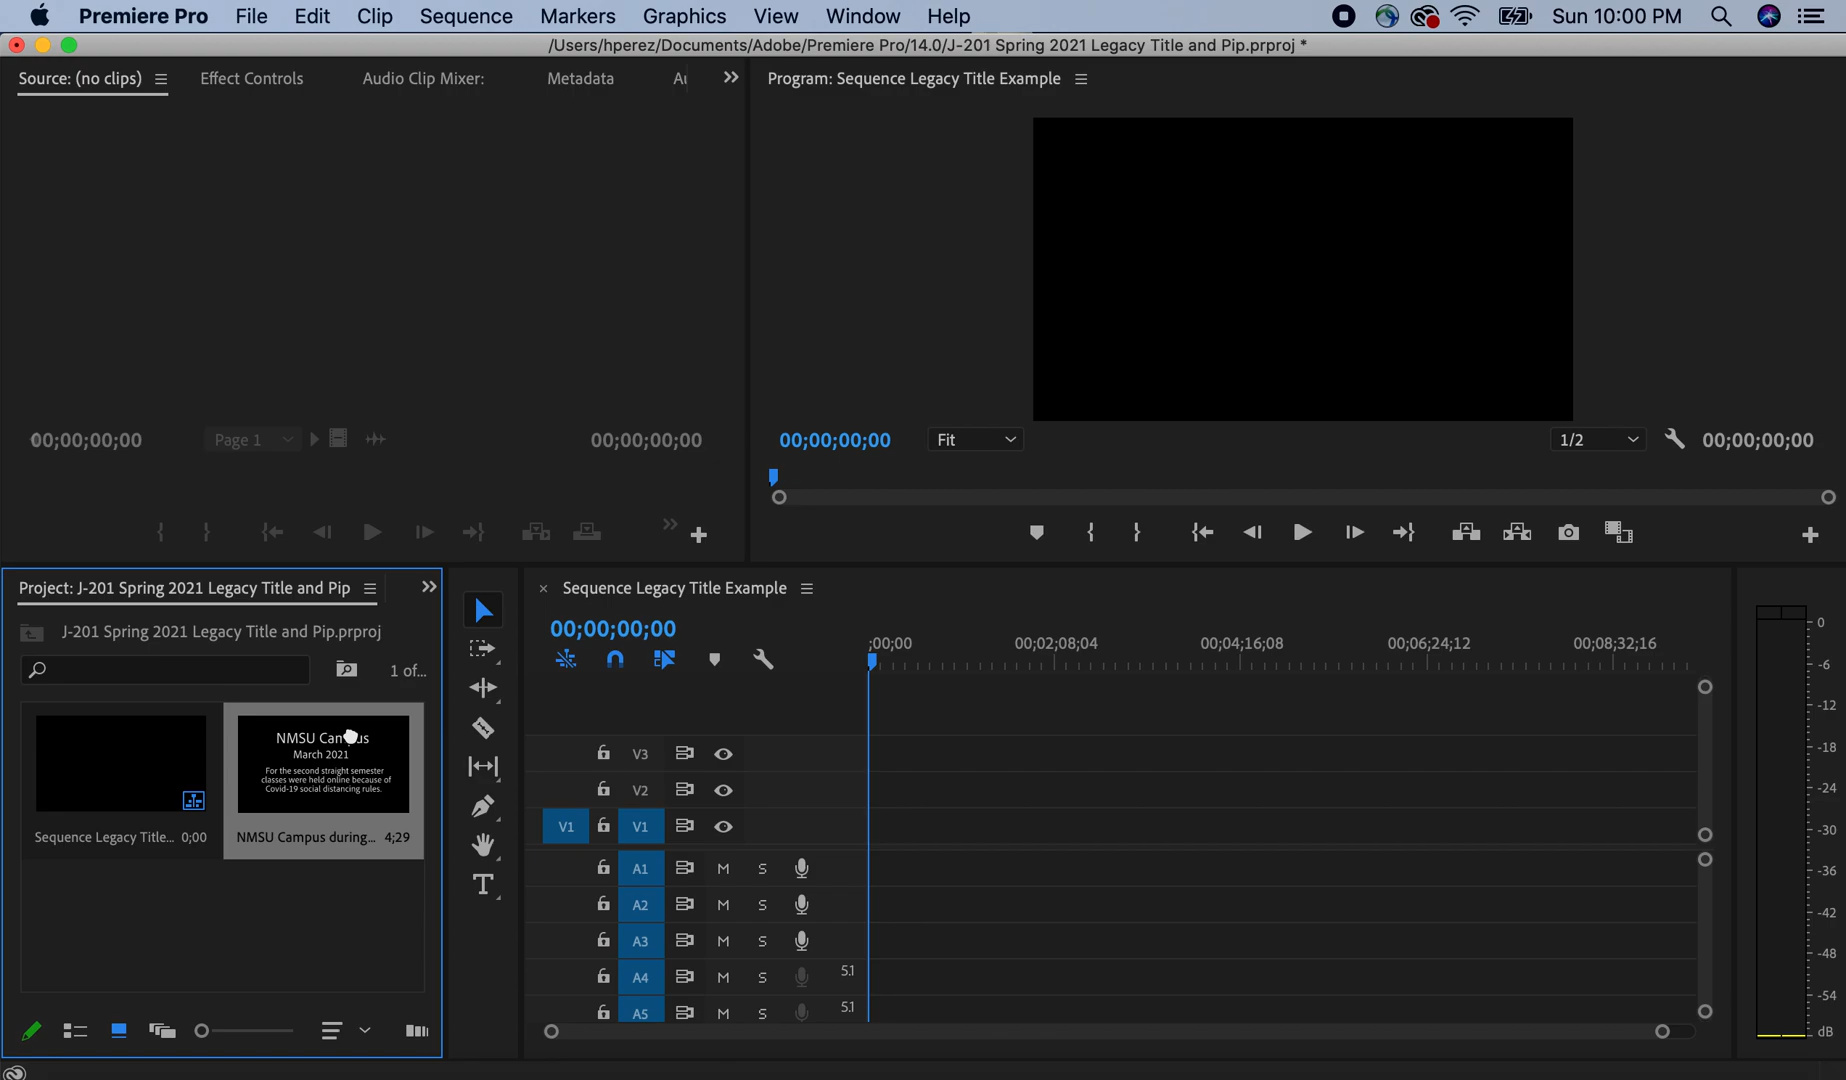 Premiere Pro File Edit Clip Sequence Markers Graphics View Window Help Sun 10:00 PM
/Users/hperez/Documents/Adobe/Premiere Pro/14.0/J-201 Spring 2021 Legacy Title and Pip.prproj *
Source: (no clips) Effect Controls Audio Clip Mixer: Metadata Au
Program: Sequence Legacy Title Example
00;00;00;00 Page 1 00;00;00;00
00;00;00;00 Fit 1/2 00;00;00;00
Project: J-201 Spring 2021 Legacy Title and Pip
J-201 Spring 2021 Legacy Title and Pip.prproj
1 of...
NMSU Campus
March 2021
For the second straight semester
classes were held online because of
Covid-19 social distancing rules.
Sequence Legacy Title... 0;00
NMSU Campus during... 4;29
Sequence Legacy Title Example
00;00;00;00
;00;00 00;02;08;04 00;04;16;08 00;06;24;12 00;08;32;16
V3
V2
V1 V1
A1 M S
A2 M S
A3 M S
A4 M S 5.1
A5 M S 5.1
T
0
-6
-12
-18
-24
-30
-36
-42
-48
-54
dB